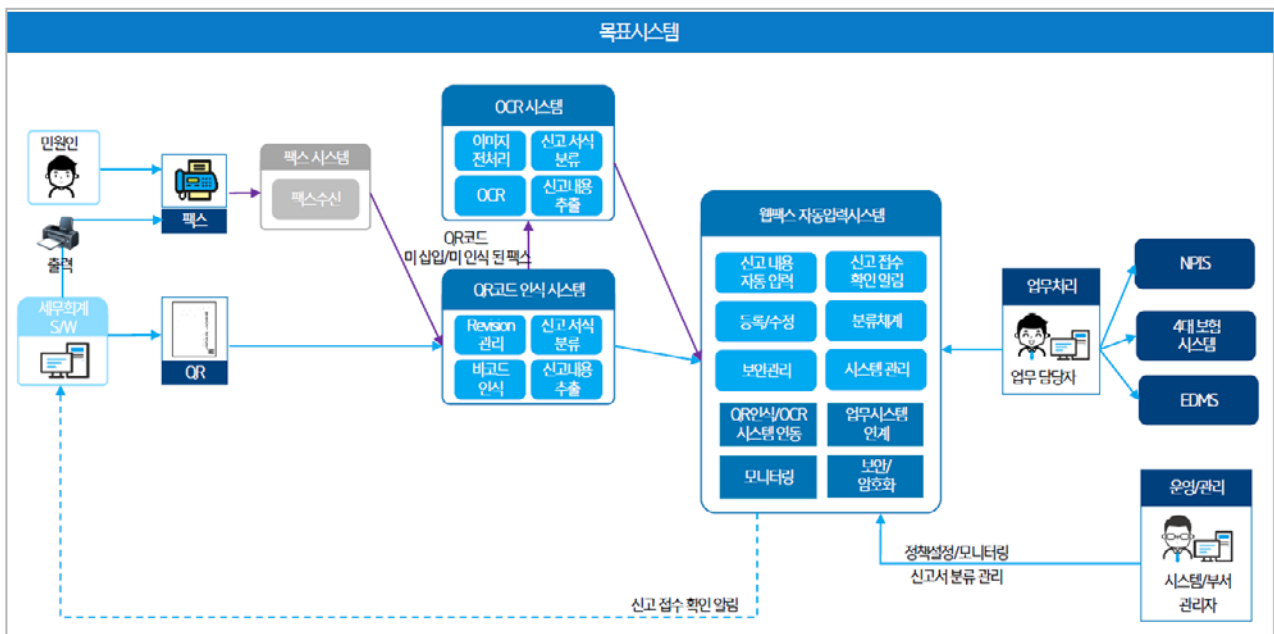 목표시스템
민원인
팩스
출력
세무회계
S/W
QR
팩스 시스템
팩스수신
OCR 시스템
이미지
전처리
신고 서식
분류
OCR
신고내용
추출
QR코드
미 삽입/미 인식 된 팩스
QR코드 인식 시스템
Revision
관리
신고 서식
분류
바코드
인식
신고내용
추출
웹팩스 자동입력시스템
신고 내용
자동 입력
신고 접수
확인 알림
등록/수정
분류체계
보안관리
시스템 관리
QR인식/OCR
시스템 연동
업무시스템
연계
모니터링
보안/
암호화
업무처리
업무 담당자
NPIS
4대 보험
시스템
EDMS
운영/관리
시스템/부서
관리자
정책설정/모니터링
신고서 분류 관리
신고 접수 확인 알림